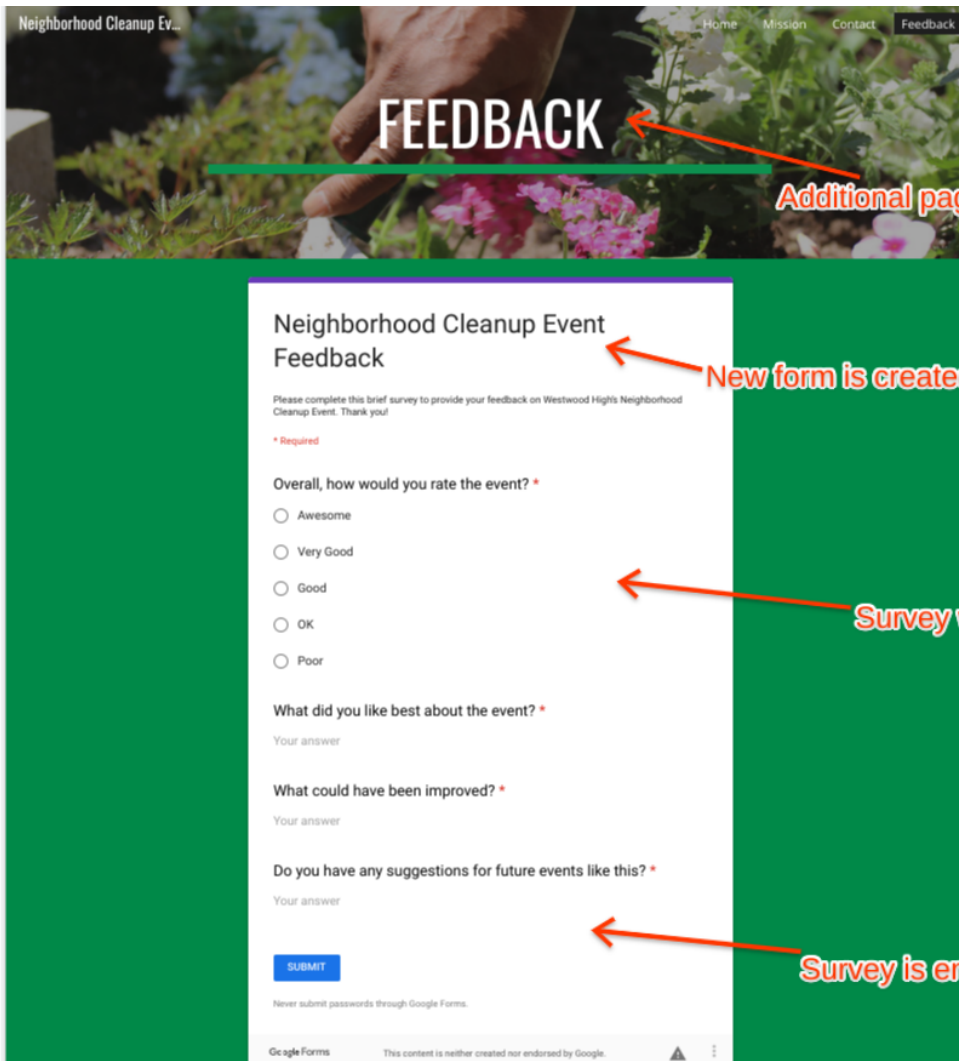 Neighborhood Cleanup Ev...
Home Mission Contact Feedback
FEEDBACK
Additional pag
Neighborhood Cleanup Event
Feedback
New form is create
Please complete this brief survey to provide your feedback on Westwood High's Neighborhood
Cleanup Event. Thank you!
* Required
Overall, how would you rate the event? *
Awesome
Very Good
Good
Survey
OK
Poor
What did you like best about the event? *
Your answer
What could have been improved? *
Your answer
Do you have any suggestions for future events like this? *
Your answer
Survey is er
SUBMIT
Never submit passwords through Google Forms.
Google Forms This content is neither created nor endorsed by Google.